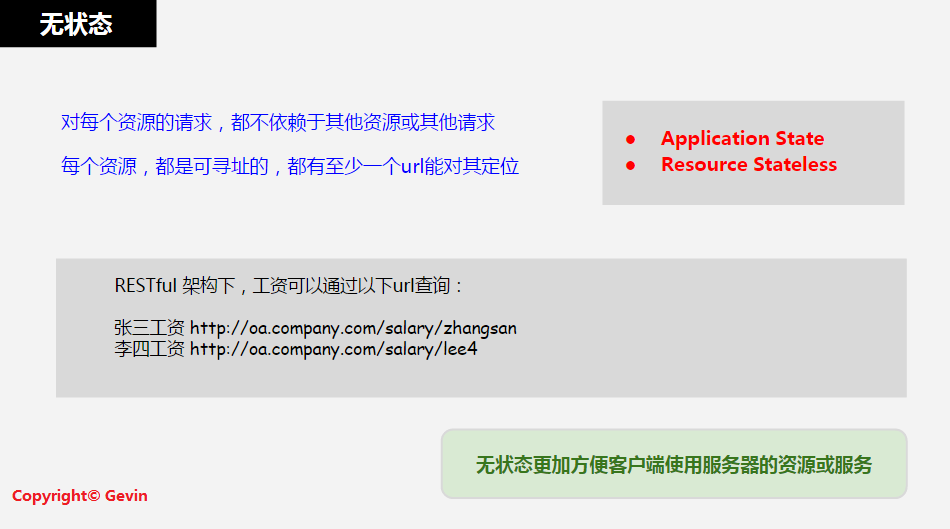 无状态
对每个资源的请求，都不依赖于其他资源或其他请求
每个资源，都是可寻址的，都有至少一个url能对其定位
● Application State
● Resource Stateless
RESTful 架构下，工资可以通过以下url查询：
张三工资 http://oa.company.com/salary/zhangsan
李四工资 http://oa.company.com/salary/lee4
无状态更加方便客户端使用服务器的资源或服务
Copyright© Gevin